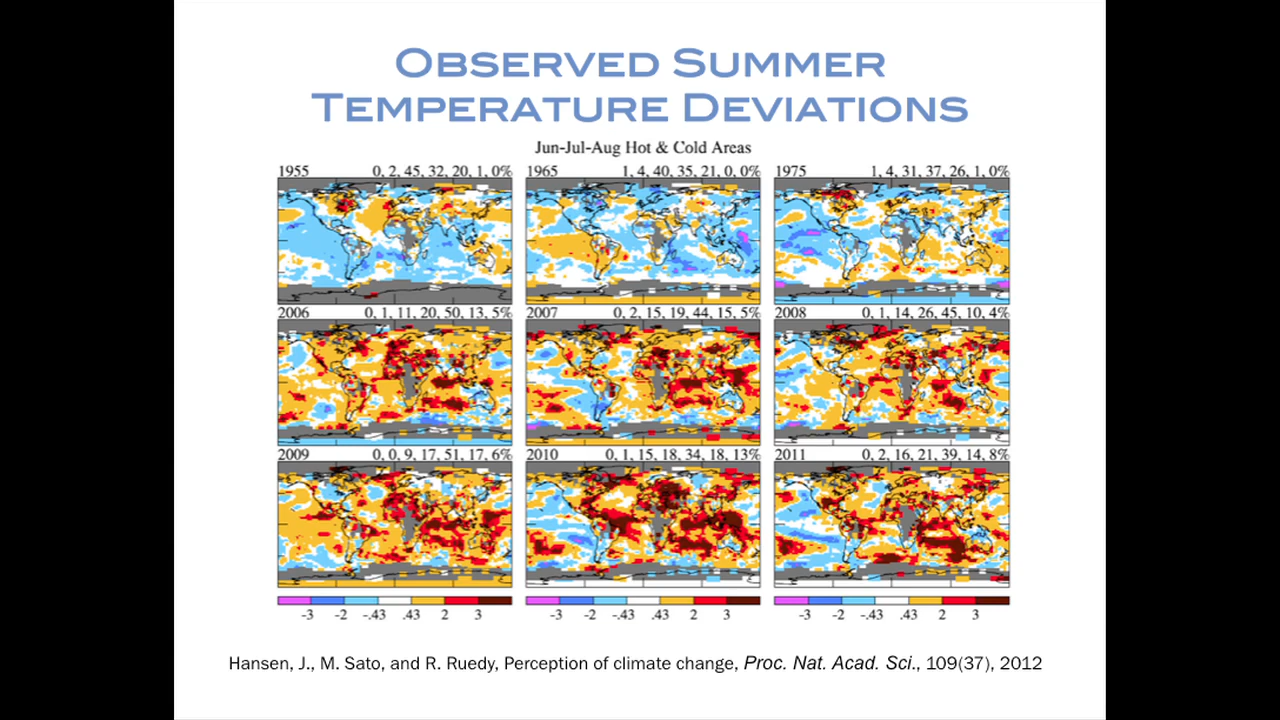 OBSERVED SUMMER
TEMPERATURE DEVIATIONS
Jun-Jul-Aug Hot & Cold Areas
1955 0, 2, 45, 32, 20, 1, 0%
1965 1, 4, 40, 35, 21, 0, 0%
1975 1, 4, 31, 37, 26, 1, 0%
2006 0, 1, 11, 20, 50, 13, 5%
2007 0, 2, 15, 19, 44, 15, 5%
2008 0, 1, 14, 26, 45, 10, 4%
2009 0, 0, 9, 17, 51, 17, 6%
2010 0, 1, 15, 18, 34, 18, 13%
2011 0, 2, 16, 21, 39, 14, 8%
-3 -2 -.43 .43 2 3
-3 -2 -.43 .43 2 3
-3 -2 -.43 .43 2 3
Hansen, J., M. Sato, and R. Ruedy, Perception of climate change, Proc. Nat. Acad. Sci., 109(37), 2012